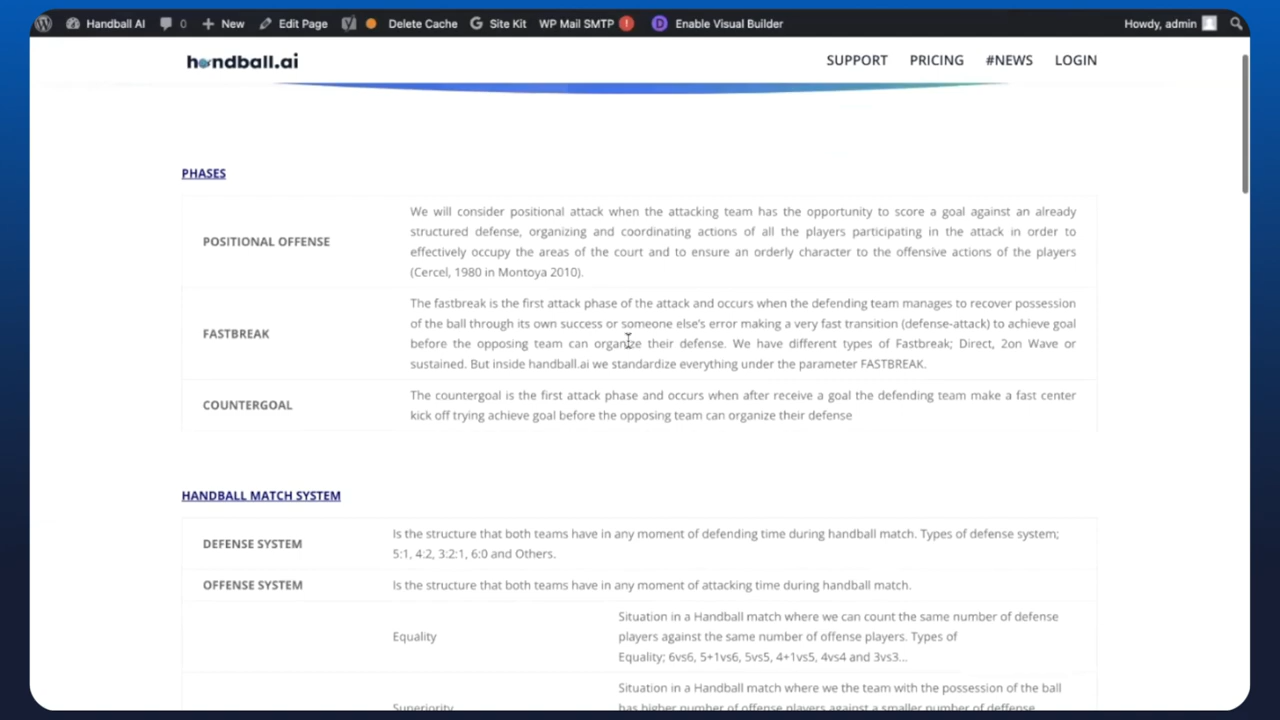 Handball AI 0 New Edit Page Delete Cache Site Kit WP Mail SMTP ! D Enable Visual Builder Howdy, admin
handball.ai SUPPORT PRICING #NEWS LOGIN
PHASES
POSITIONAL OFFENSE
We will consider positional attack when the attacking team has the opportunity to score a goal against an already
structured defense, organizing and coordinating actions of all the players participating in the attack in order to
effectively occupy the areas of the court and to ensure an orderly character to the offensive actions of the players
(Cercel, 1980 in Montoya 2010).
FASTBREAK
The fastbreak is the first attack phase of the attack and occurs when the defending team manages to recover possession
of the ball through its own success or someone else's error making a very fast transition (defense-attack) to achieve goal
before the opposing team can organize their defense. We have different types of Fastbreak; Direct, 2on Wave or
sustained. But inside handball.ai we standardize everything under the parameter FASTBREAK.
COUNTERGOAL
The countergoal is the first attack phase and occurs when after receive a goal the defending team make a fast center
kick off trying achieve goal before the opposing team can organize their defense
HANDBALL MATCH SYSTEM
DEFENSE SYSTEM
Is the structure that both teams have in any moment of defending time during handball match. Types of defense system;
5:1, 4:2, 3:2:1, 6:0 and Others.
OFFENSE SYSTEM
Is the structure that both teams have in any moment of attacking time during handball match.
Equality
Situation in a Handball match where we can count the same number of defense
players against the same number of offense players. Types of
Equality; 6vs6, 5+1vs6, 5vs5, 4+1vs5, 4vs4 and 3vs3...
Superiority
Situation in a Handball match where we the team with the possession of the ball
has higher number of offense players against a smaller number of deffense